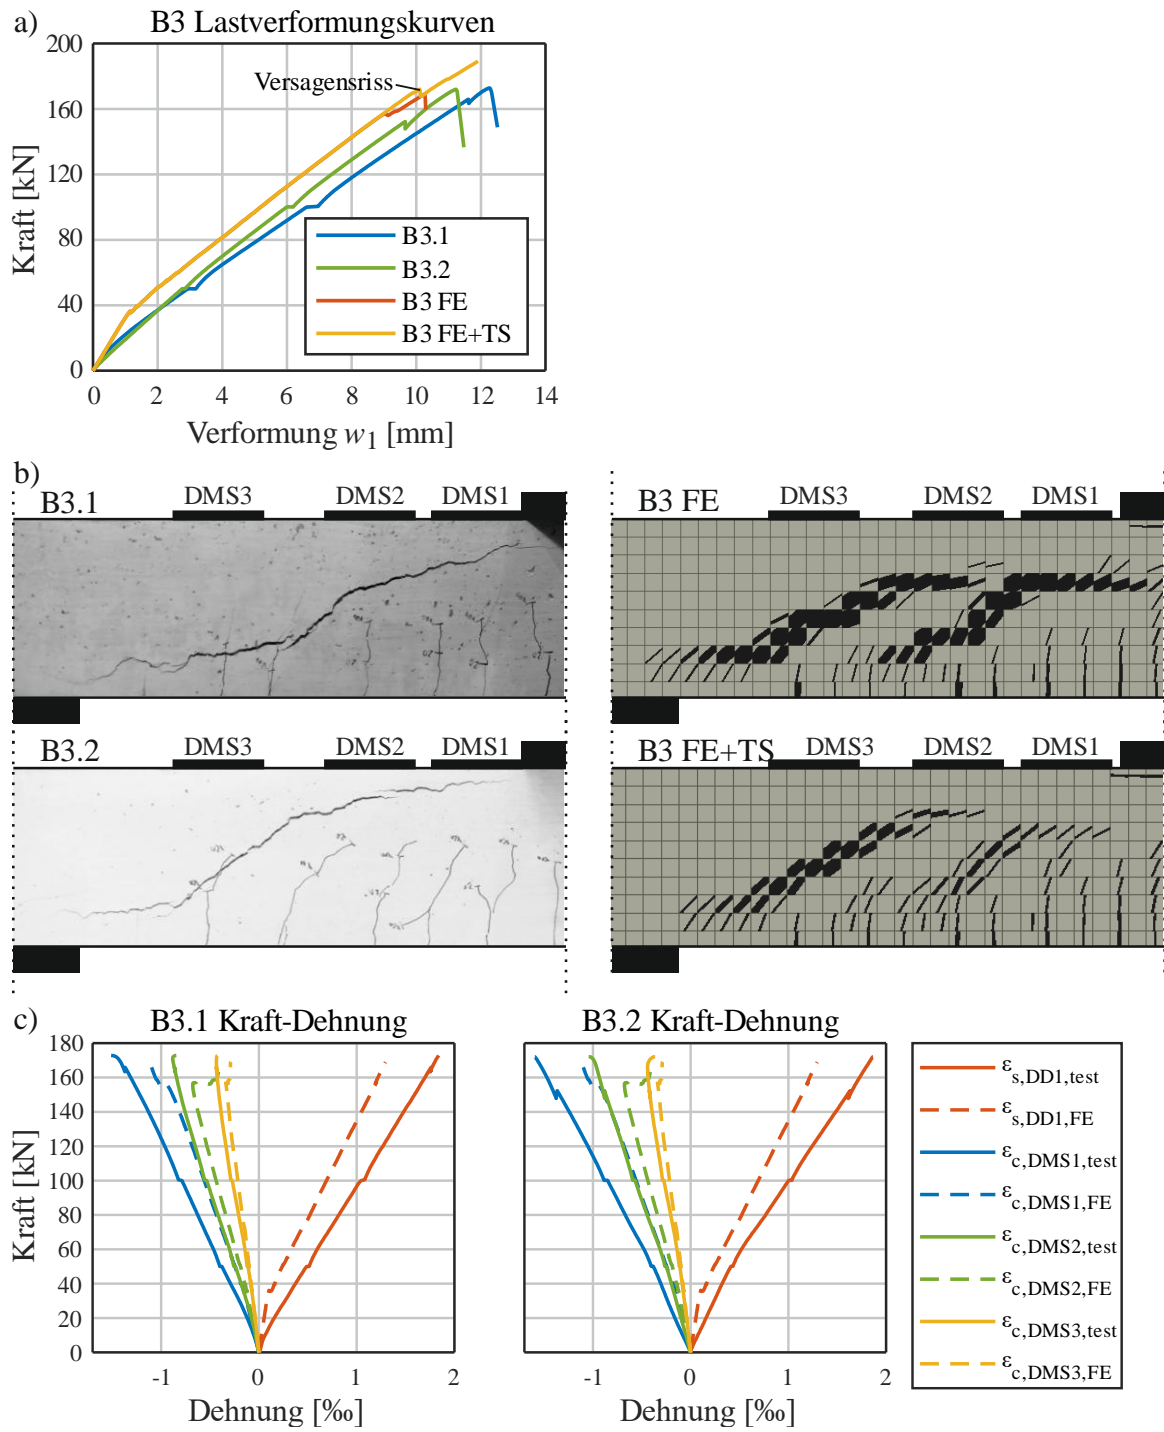 a)
B3 Lastverformungskurven
200
160
120
80
40
0
Kraft [kN]
Versagensriss
B3.1
B3.2
B3 FE
B3 FE+TS
0 2 4 6 8 10 12 14
Verformung w1 [mm]
b)
B3.1 DMS3 DMS2 DMS1
B3 FE DMS3 DMS2 DMS1
B3.2 DMS3 DMS2 DMS1
B3 FE+TS DMS3 DMS2 DMS1
c)
B3.1 Kraft-Dehnung
180
160
140
120
100
80
60
40
20
0
Kraft [kN]
-1 0 1 2
Dehnung [‰]
B3.2 Kraft-Dehnung
-1 0 1 2
Dehnung [‰]
εs,DD1,test
εs,DD1,FE
εc,DMS1,test
εc,DMS1,FE
εc,DMS2,test
εc,DMS2,FE
εc,DMS3,test
εc,DMS3,FE